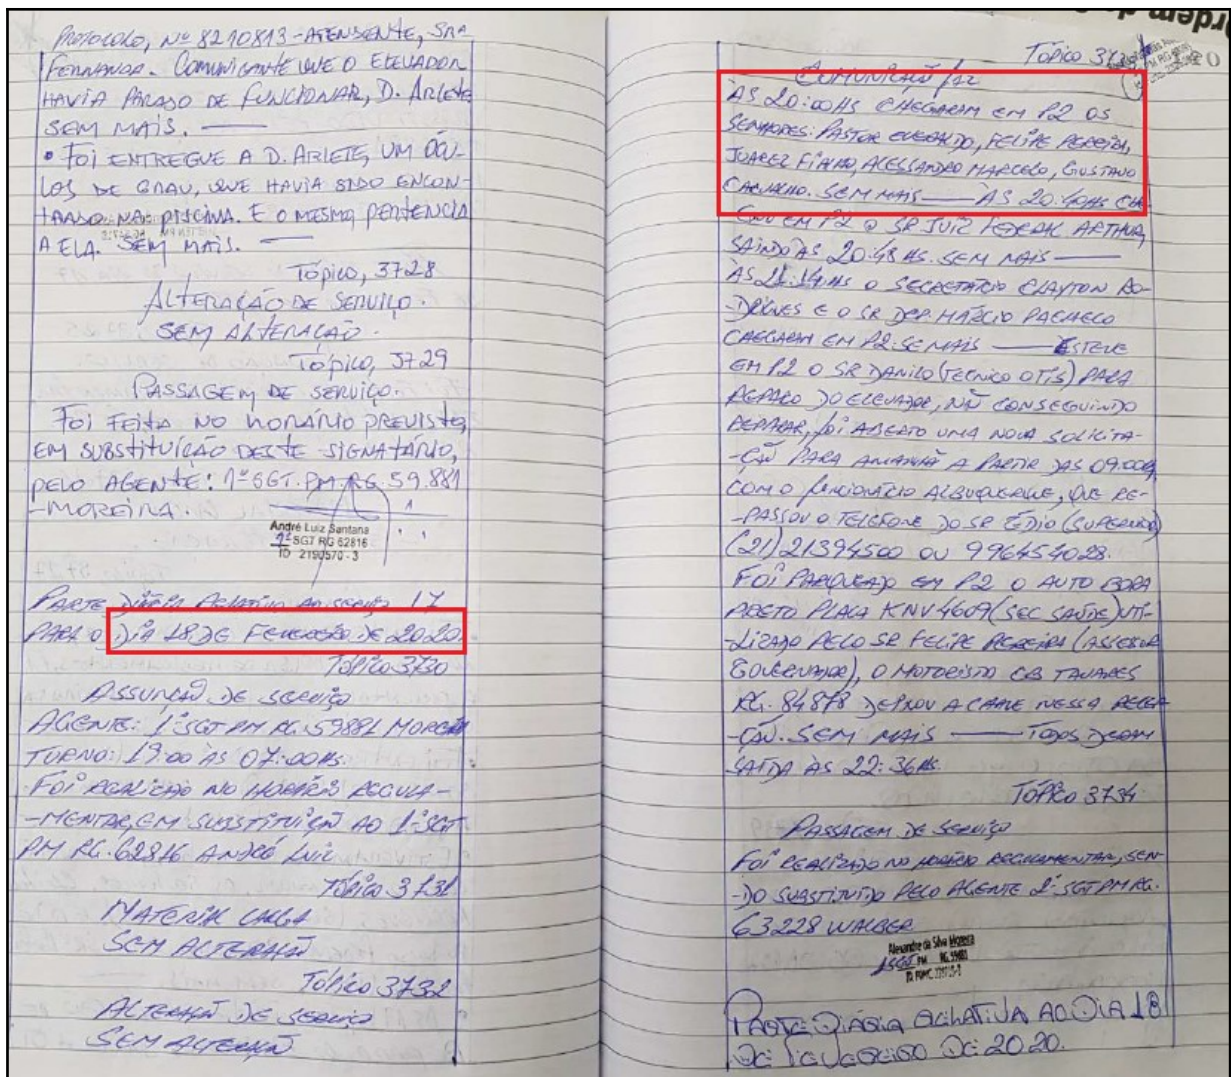 Protocolo, Nº 8210813 - ATENDENTE, SRA
FERNANDA. COMUNICANTE QUE O ELEVADOR
HAVIA PARADO DE FUNCIONAR, D. ARLETE
SEM MAIS. —
• FOI ENTREGUE A D. ARLETE, UM ÓCU-
LOS DE GRAU, QUE HAVIA SIDO ENCON-
TRADO NA PISCINA. E O MESMO PERTENCIA
A ELA. SEM MAIS. —
Tópico, 3728
ALTERAÇÃO DE SERVIÇO.
SEM ALTERAÇÃO.
Tópico, 3729
PASSAGEM DE SERVIÇO.
FOI FEITA NO HORÁRIO PREVISTO,
EM SUBSTITUIÇÃO DESTE SIGNATÁRIO,
PELO AGENTE: 1º SGT. PM RG. 59.881
-MOREIRA.
André Luiz Santana
1º SGT RG 62816
ID 2190570-3
PARTE DIÁRIA RELATIVA AO SERVIÇO 17
PARA O DIA 18 DE FEVEREIRO DE 2020.
Tópico 3730
ASSUNÇÃO DE SERVIÇO
AGENTE: 1º SGT PM RG. 59881 MOREIRA
TURNO: 19:00 ÀS 07:00HS.
FOI REALIZADO NO HORÁRIO REGULA-
-MENTAR, EM SUBSTITUIÇÃO AO 1º SGT
PM RG. 62816 ANDRÉ LUIZ
Tópico 3731
MATERIAL CARGA
SEM ALTERAÇÃO
Tópico 3732
ALTERAÇÃO DE SERVIÇO
SEM ALTERAÇÃO
Tópico 3733
COMUNICAÇÃO
ÀS 20:00HS CHEGARAM EM P2 OS
SENHORES: PASTOR EVERALDO, FELIPE PEREIRA,
JUAREZ FIALHO, ALESSANDRO MARCELO, GUSTAVO
CARVALHO. SEM MAIS — ÀS 20:40HS CHE-
GOU EM P2 O SR JUIZ FEDERAL ARTHUR,
SAINDO ÀS 20:48 HS. SEM MAIS —
ÀS 21:14HS O SECRETÁRIO CLAYTON RO-
-DRIGUES E O SR DEP. MÁRCIO PACHECO
CHEGARAM EM P2. SEMAIS — ESTEVE
EM P2 O SR DANILO (TÉCNICO OTIS) PARA
REPARO DO ELEVADOR, NÃO CONSEGUINDO
REPARAR, FOI ABERTO UMA NOVA SOLICITA-
-ÇÃO PARA AMANHÃ A PARTIR DAS 09:00HS,
COM O FUNCIONÁRIO ALBUQUERQUE, QUE RE-
-PASSOU O TELEFONE DO SR ÉDIO (SUPERVISOR)
(21) 21394500 OU 996454028.
FOI PARQUEADO EM P2 O AUTO BORA
PRETO PLACA KNV4609 (SEC SAÚDE) UTI-
-LIZADO PELO SR FELIPE PEREIRA (ASSESSOR
GOVERNADOR), O MOTORISTA CB TAVARES
RG. 84878 DEIXOU A CHAVE NESSA RECEP-
-ÇÃO. SEM MAIS — TODOS DERAM
SAÍDA ÀS 22:36HS.
TÓPICO 3734
PASSAGEM DE SERVIÇO
FOI REALIZADO NO HORÁRIO REGULAMENTAR, SEN-
-DO SUBSTITUÍDO PELO AGENTE 2º SGT PM RG.
63228 WALBER
Alexandre da Silva Moreira
1º SGT PM RG. 59881
PARTE DIÁRIA RELATIVA AO DIA 18
DE FEVEREIRO DE 2020.